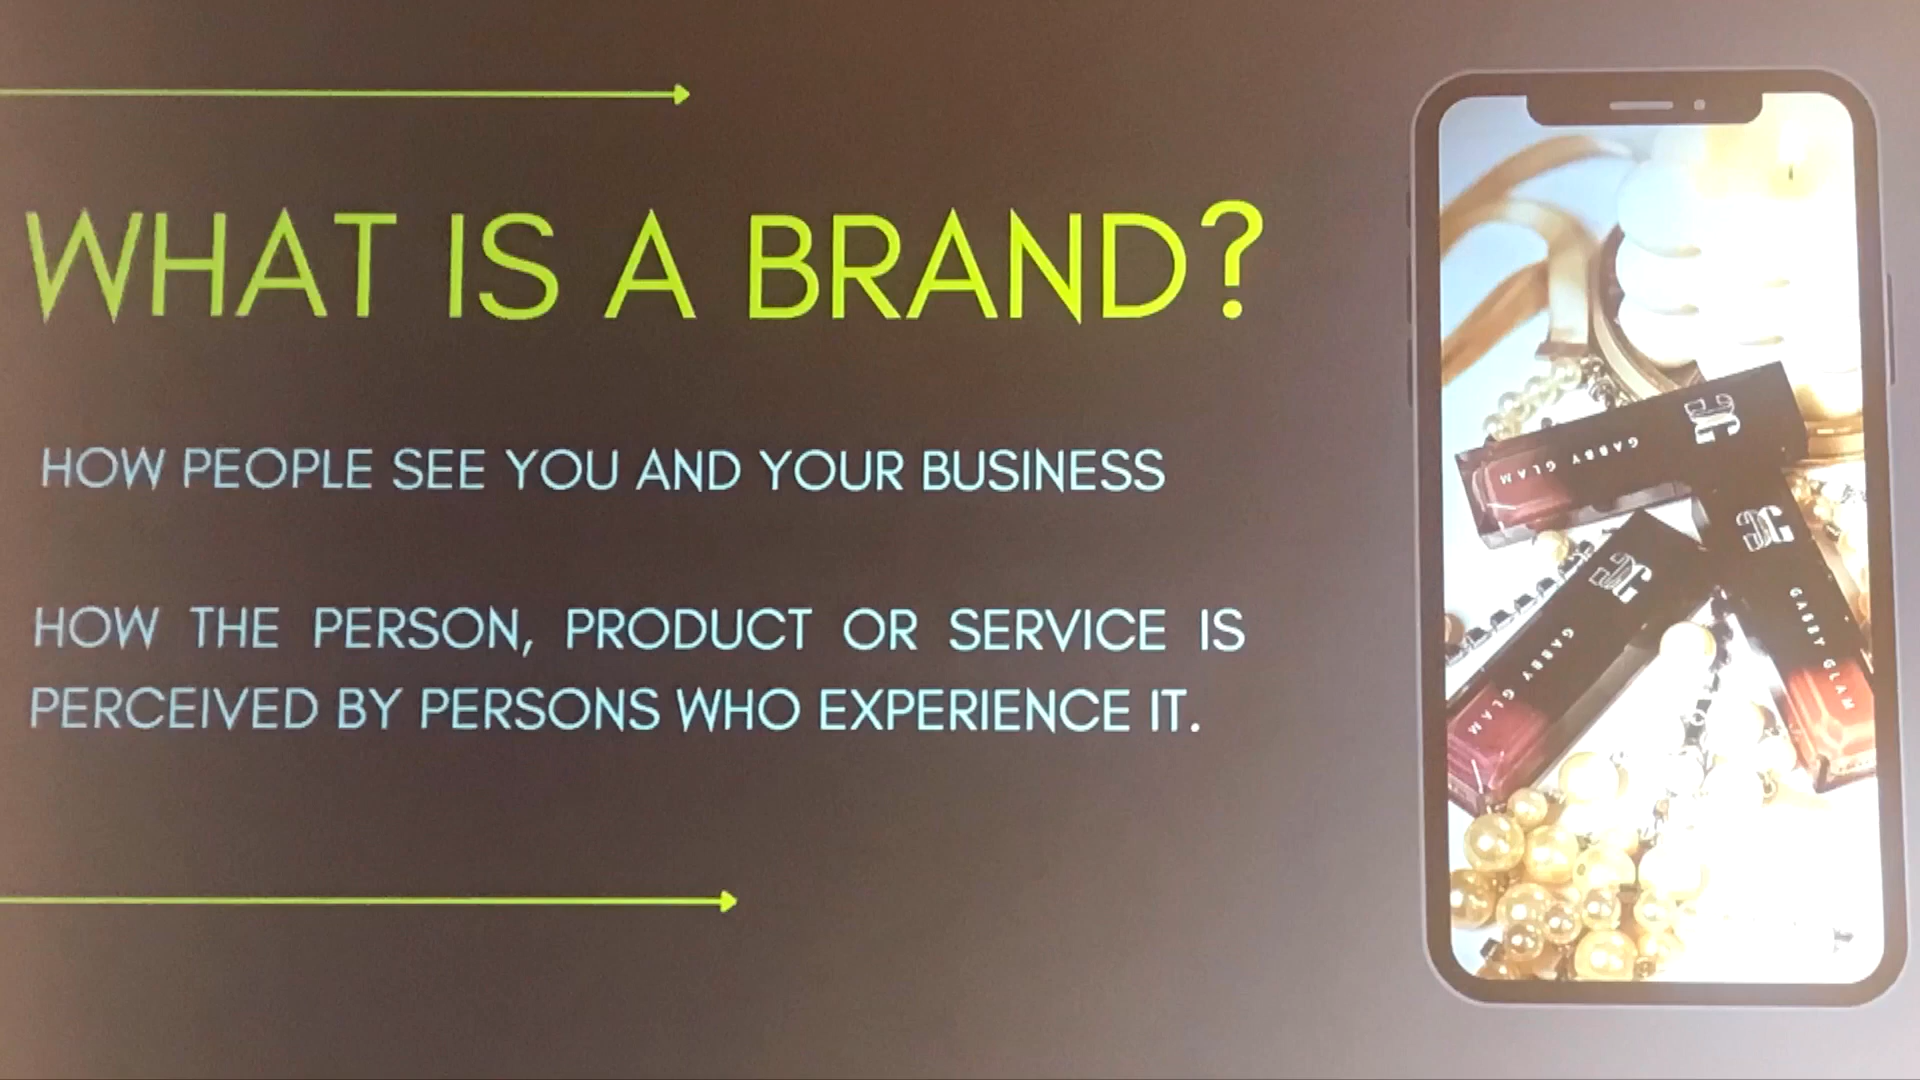 WHAT IS A BRAND?
HOW PEOPLE SEE YOU AND YOUR BUSINESS
HOW THE PERSON, PRODUCT OR SERVICE IS
PERCEIVED BY PERSONS WHO EXPERIENCE IT.
GABBY GLAM
GABBY GLAM
GABBY GLAM